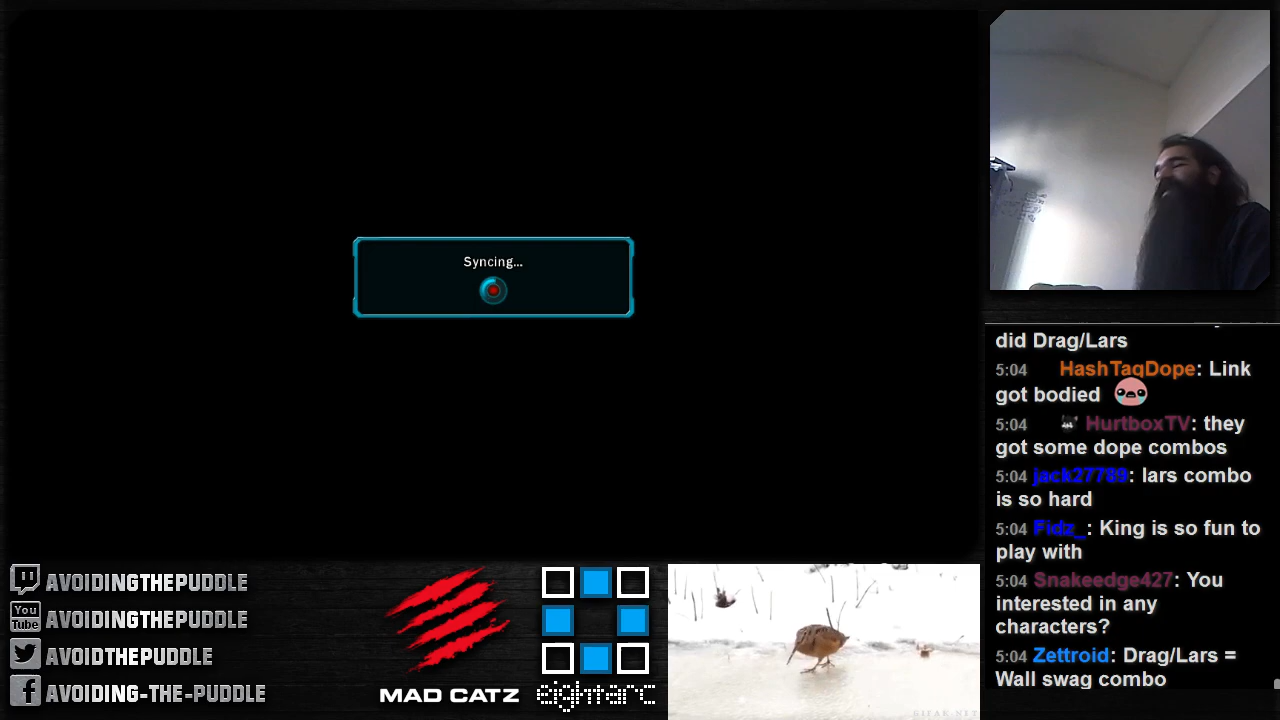 Syncing...
did Drag/Lars
5:04 HashTagDope: Link
got bodied
5:04 HurtboxTV: they
got some dope combos
5:04 jack27789: lars combo
is so hard
5:04 Fidz_: King is so fun to
play with
5:04 Snakeedge427: You
interested in any
characters?
5:04 Zettroid: Drag/Lars =
Wall swag combo
AVOIDINGTHEPUDDLE
You
Tube
AVOIDINGTHEPUDDLE
AVOIDTHEPUDDLE
f AVOIDING-THE-PUDDLE
MAD CATZ
eightarc
GIFAK.NET